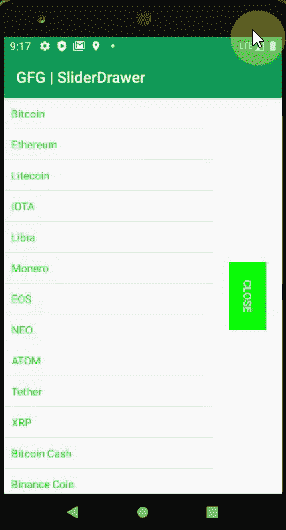 9:17 LTE
GFG | SliderDrawer
Bitcoin
Ethereum
Litecoin
IOTA
Libra
Monero
EOS
NEO
ATOM
Tether
XRP
Bitcoin Cash
Binance Coin
CLOSE